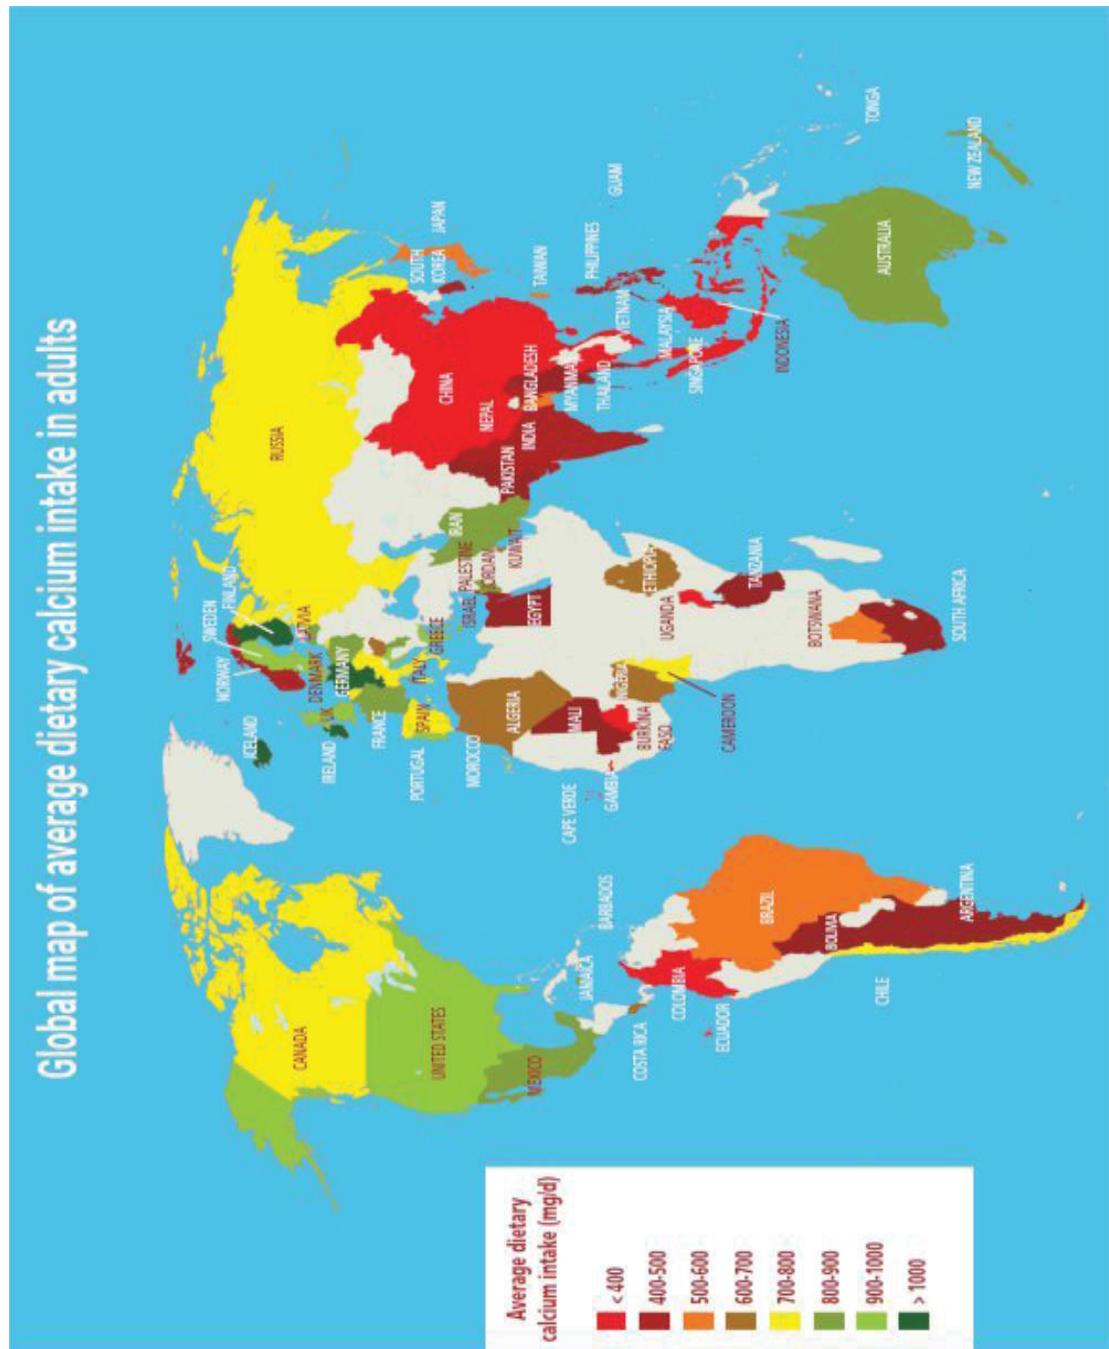 Global map of average dietary calcium intake in adults
ICELAND
NORWAY
SWEDEN
FINLAND
LATVIA
DENMARK
UK
IRELAND
GERMANY
FRANCE
PORTUGAL
SPAIN
ITALY
GREECE
RUSSIA
CANADA
UNITED STATES
MEXICO
JAMAICA
BARBADOS
COSTA RICA
COLOMBIA
ECUADOR
BRAZIL
BOLIVIA
CHILE
ARGENTINA
MOROCCO
ALGERIA
CAPE VERDE
GAMBIA
MALI
BURKINA
FASO
NIGERIA
CAMEROON
EGYPT
ISRAEL
PALESTINE
JORDAN
KUWAIT
IRAN
ETHIOPIA
UGANDA
TANZANIA
BOTSWANA
SOUTH AFRICA
PAKISTAN
INDIA
NEPAL
CHINA
BANGLADESH
MYANMAR
THAILAND
VIETNAM
MALAYSIA
SINGAPORE
INDONESIA
SOUTH
KOREA
JAPAN
TAIWAN
PHILIPPINES
GUAM
AUSTRALIA
NEW ZEALAND
TONGA
Average dietary
calcium intake (mg/d)
< 400
400-500
500-600
600-700
700-800
800-900
900-1000
> 1000